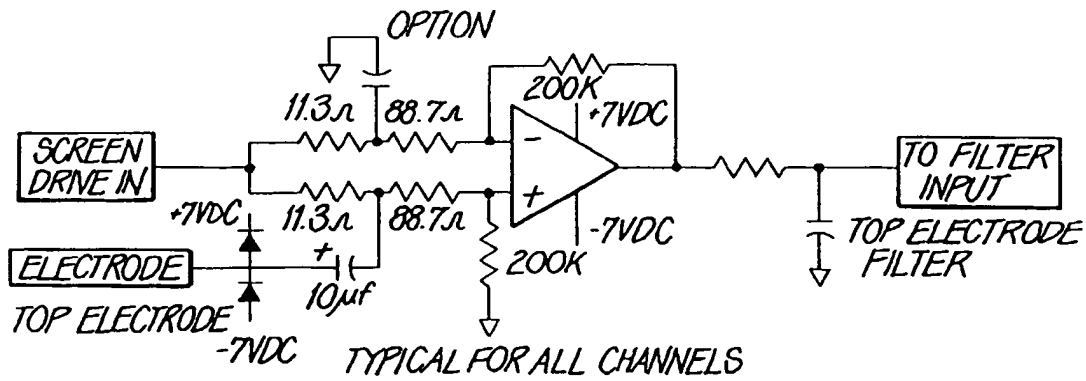 OPTION
200K
11.3Ω 88.7Ω
+7VDC
SCREEN
DRIVE IN
-
+
TO FILTER
INPUT
11.3Ω 88.7Ω
+7VDC
-7VDC
+
200K
ELECTRODE
10μf
TOP ELECTRODE
FILTER
TOP ELECTRODE
-7VDC
TYPICAL FOR ALL CHANNELS